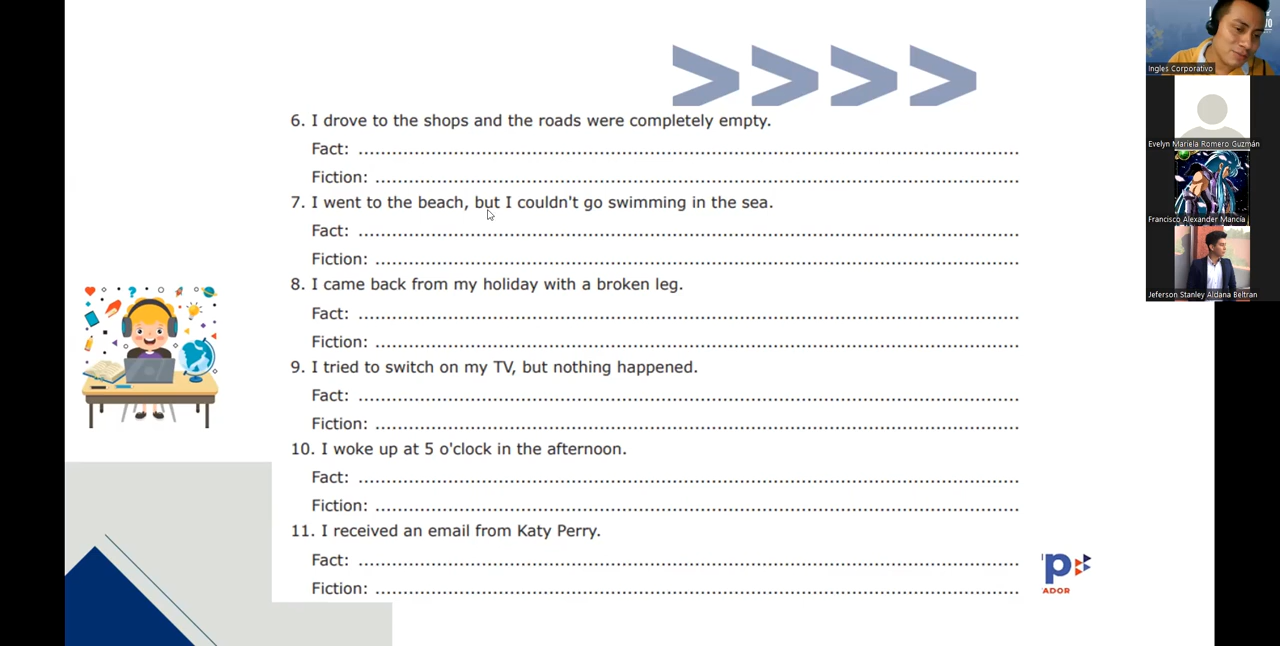 6. I drove to the shops and the roads were completely empty.
Fact: ........................................................................................................................
Fiction: .....................................................................................................................
7. I went to the beach, but I couldn't go swimming in the sea.
Fact: ........................................................................................................................
Fiction: .....................................................................................................................
8. I came back from my holiday with a broken leg.
Fact: ........................................................................................................................
Fiction: .....................................................................................................................
9. I tried to switch on my TV, but nothing happened.
Fact: ........................................................................................................................
Fiction: .....................................................................................................................
10. I woke up at 5 o'clock in the afternoon.
Fact: ........................................................................................................................
Fiction: .....................................................................................................................
11. I received an email from Katy Perry.
Fact: ........................................................................................................................
Fiction: .....................................................................................................................
P
ADOR
Ingles Corporativo
Evelyn Mariela Romero Guzmán
Francisco Alexander Mancía
Jeferson Stanley Aldana Beltran